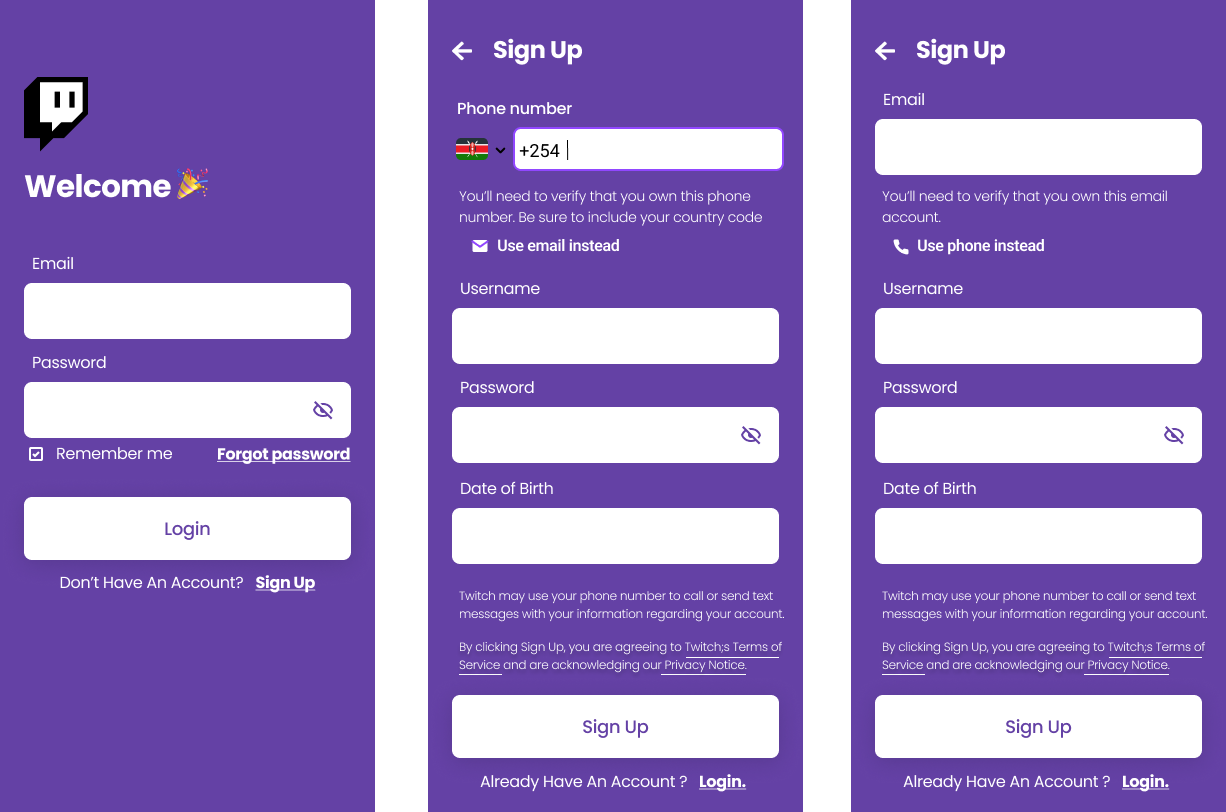 Welcome
Email
Password
Remember me Forgot password
Login
Don’t Have An Account? Sign Up
Sign Up
Phone number
+254
You’ll need to verify that you own this phone
number. Be sure to include your country code
Use email instead
Username
Password
Date of Birth
Twitch may use your phone number to call or send text
messages with your information regarding your account.
By clicking Sign Up, you are agreeing to Twitch;s Terms of
Service and are acknowledging our Privacy Notice.
Sign Up
Already Have An Account ? Login.
Sign Up
Email
You’ll need to verify that you own this email
account.
Use phone instead
Username
Password
Date of Birth
Twitch may use your phone number to call or send text
messages with your information regarding your account.
By clicking Sign Up, you are agreeing to Twitch;s Terms of
Service and are acknowledging our Privacy Notice.
Sign Up
Already Have An Account ? Login.